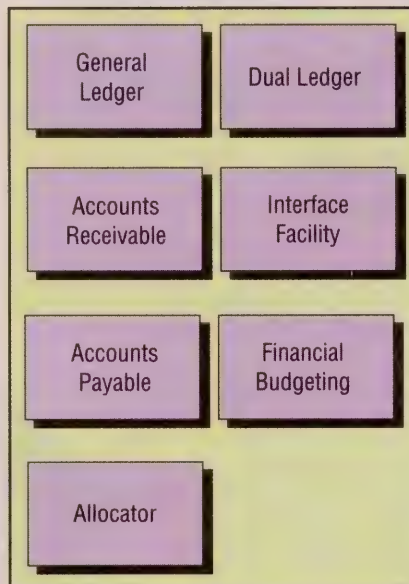 General
Ledger
Dual Ledger
Accounts
Receivable
Interface
Facility
Accounts
Payable
Financial
Budgeting
Allocator